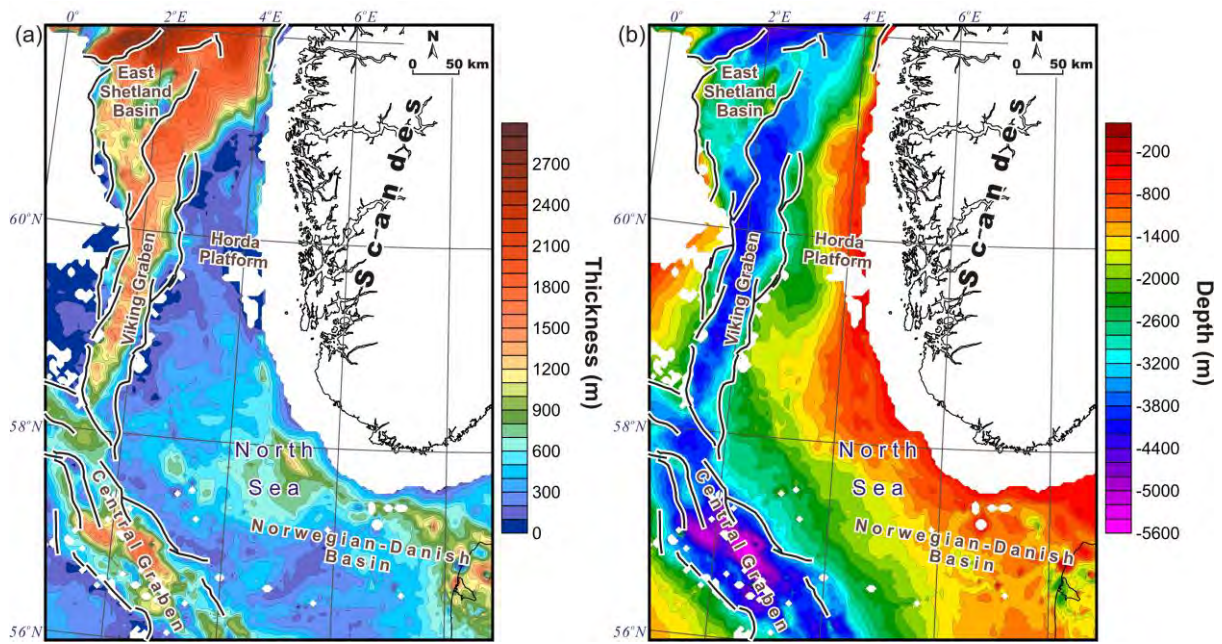 (a)
0°
2°E
4°E
6°E
N
0 50 km
East
Shetland
Basin
60°N
Viking Graben
Horda
Platform
Scandes
58°N
North
Sea
Central Graben
Norwegian-Danish
Basin
56°N
2700
2400
2100
1800
1500
1200
900
600
300
0
Thickness (m)
(b)
0°
2°E
4°E
6°E
N
0 50 km
East
Shetland
Basin
60°N
Viking Graben
Horda
Platform
Scandes
58°N
North
Sea
Central Graben
Norwegian-Danish
Basin
56°N
-200
-800
-1400
-2000
-2600
-3200
-3800
-4400
-5000
-5600
Depth (m)